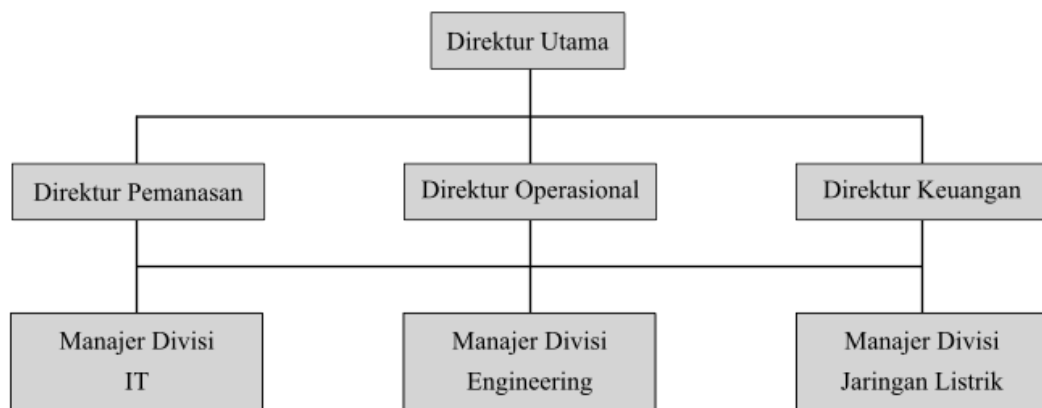 Direktur Utama
Direktur Pemanasan
Direktur Operasional
Direktur Keuangan
Manajer Divisi
IT
Manajer Divisi
Engineering
Manajer Divisi
Jaringan Listrik